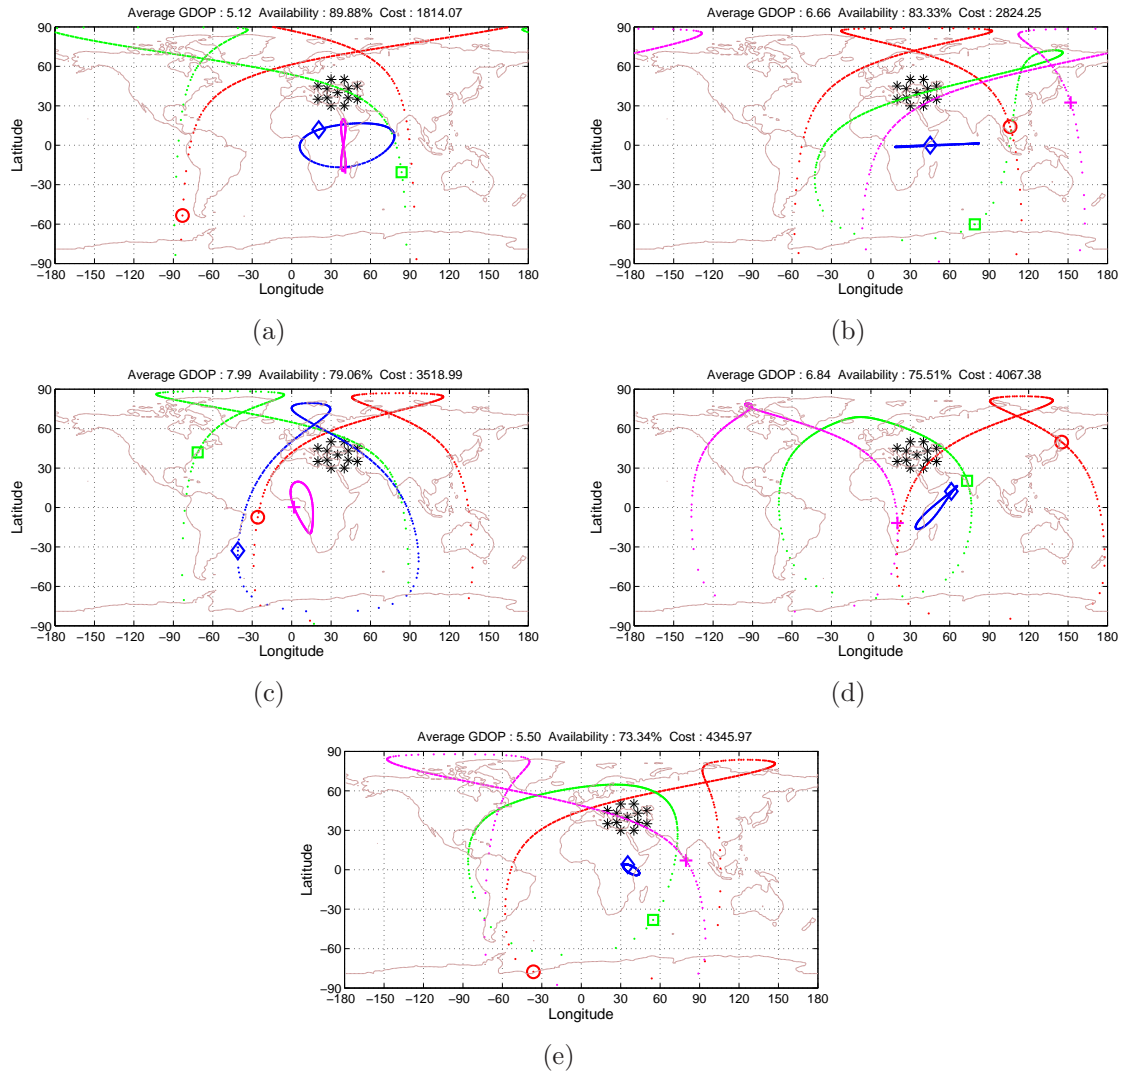 Average GDOP : 5.12 Availability : 89.88% Cost : 1814.07
90
60
30
0
−30
−60
−90
Latitude
−180 −150 −120 −90 −60 −30 0 30 60 90 120 150 180
Longitude
(a)
Average GDOP : 6.66 Availability : 83.33% Cost : 2824.25
90
60
30
0
−30
−60
−90
Latitude
−180 −150 −120 −90 −60 −30 0 30 60 90 120 150 180
Longitude
(b)
Average GDOP : 7.99 Availability : 79.06% Cost : 3518.99
90
60
30
0
−30
−60
−90
Latitude
−180 −150 −120 −90 −60 −30 0 30 60 90 120 150 180
Longitude
(c)
Average GDOP : 6.84 Availability : 75.51% Cost : 4067.38
90
60
30
0
−30
−60
−90
Latitude
−180 −150 −120 −90 −60 −30 0 30 60 90 120 150 180
Longitude
(d)
Average GDOP : 5.50 Availability : 73.34% Cost : 4345.97
90
60
30
0
−30
−60
−90
Latitude
−180 −150 −120 −90 −60 −30 0 30 60 90 120 150 180
Longitude
(e)